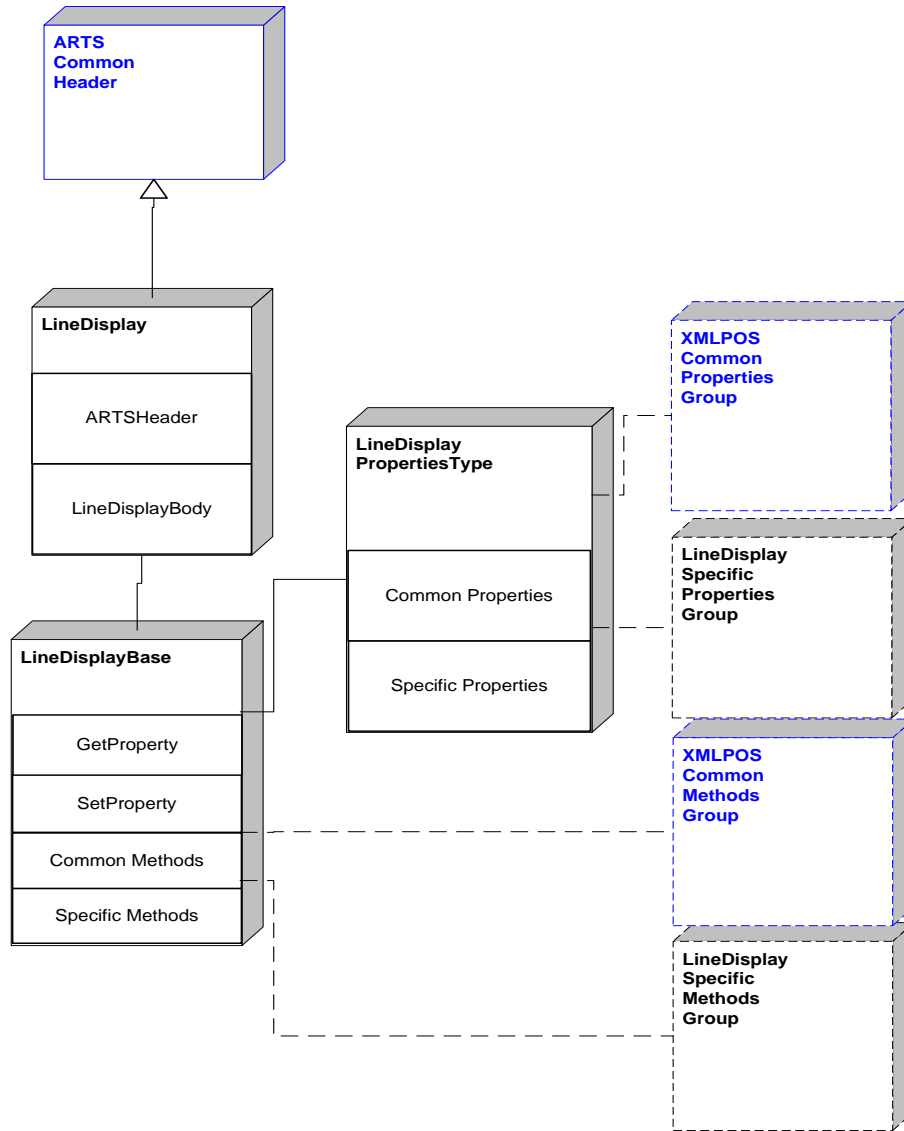 ARTS
Common
Header
LineDisplay
ARTSHeader
LineDisplayBody
LineDisplayBase
GetProperty
SetProperty
Common Methods
Specific Methods
LineDisplay
PropertiesType
Common Properties
Specific Properties
XMLPOS
Common
Properties
Group
LineDisplay
Specific
Properties
Group
XMLPOS
Common
Methods
Group
LineDisplay
Specific
Methods
Group